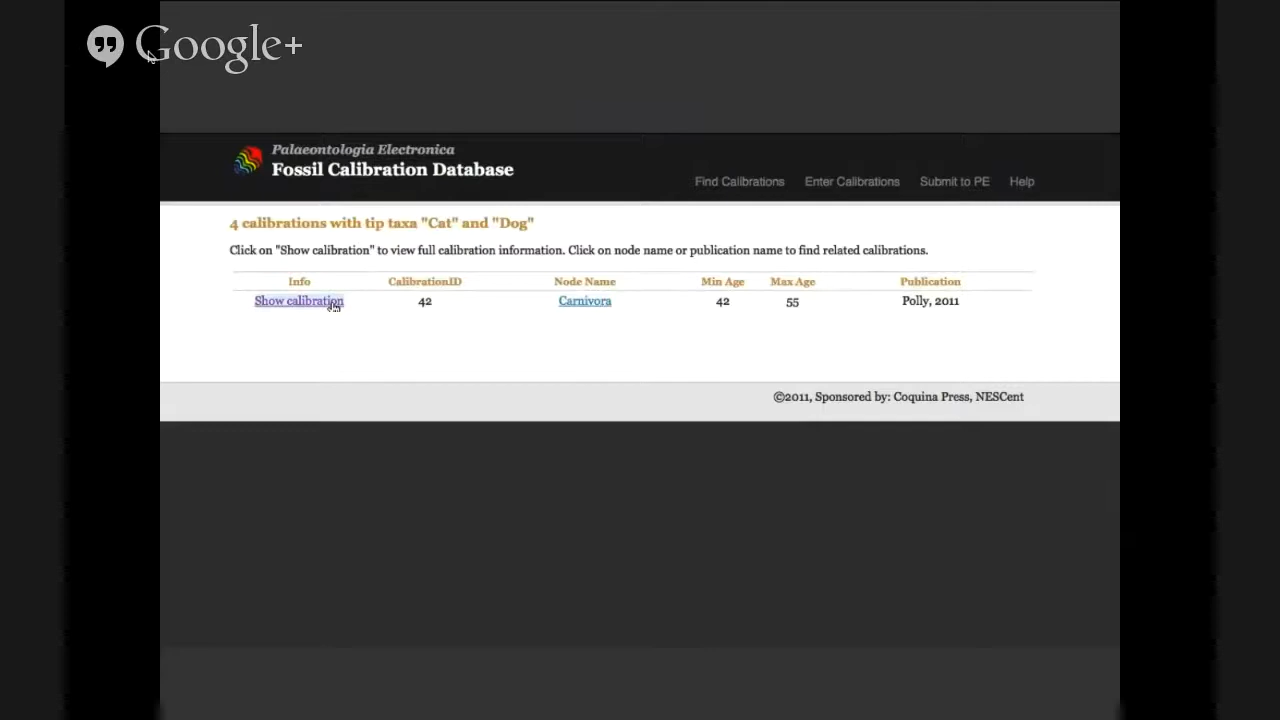 Google+
Palaeontologia Electronica
Fossil Calibration Database
Find Calibrations Enter Calibrations Submit to PE Help
4 calibrations with tip taxa "Cat" and "Dog"
Click on "Show calibration" to view full calibration information. Click on node name or publication name to find related calibrations.
Info CalibrationID Node Name Min Age Max Age Publication
Show calibration 42 Carnivora 42 55 Polly, 2011
©2011, Sponsored by: Coquina Press, NESCent